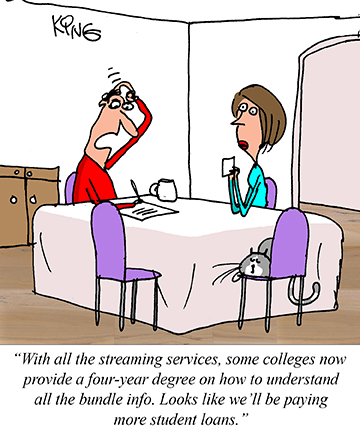 KING
"With all the streaming services, some colleges now
provide a four-year degree on how to understand
all the bundle info. Looks like we'll be paying
more student loans."